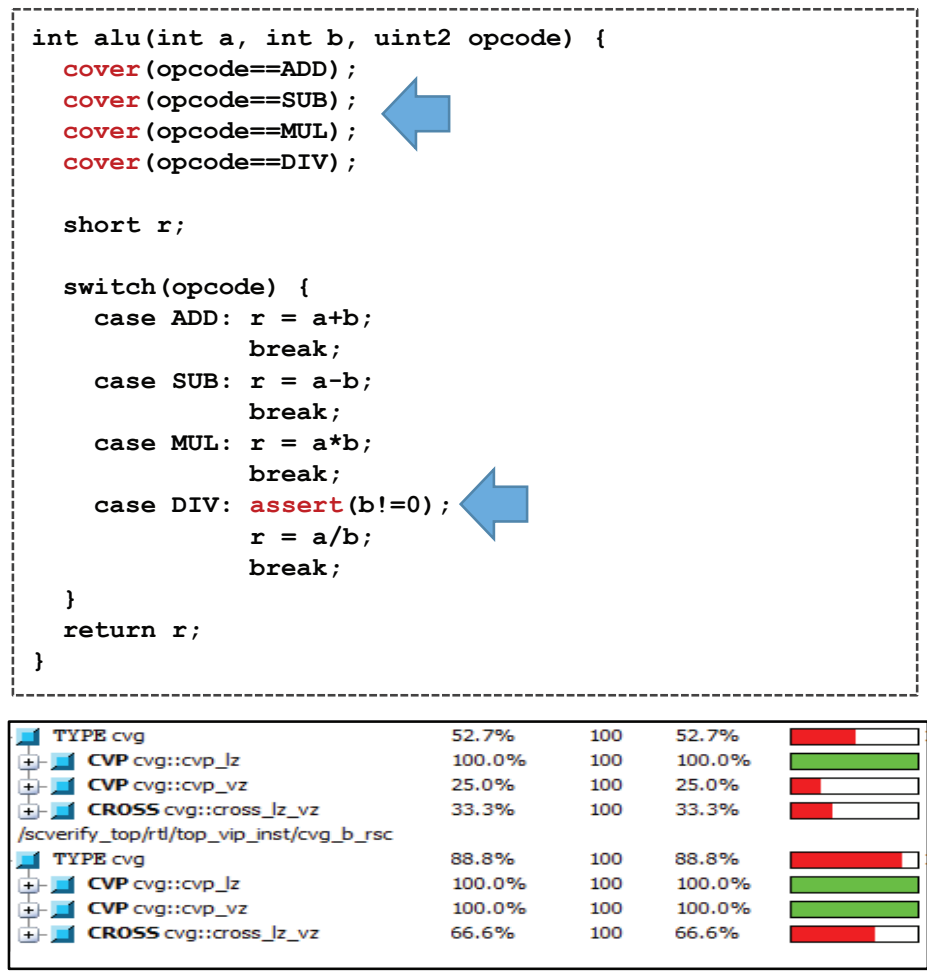 int alu(int a, int b, uint2 opcode) {
cover(opcode==ADD);
cover(opcode==SUB);
cover(opcode==MUL);
cover(opcode==DIV);
short r;
switch(opcode) {
case ADD: r = a+b;
break;
case SUB: r = a-b;
break;
case MUL: r = a*b;
break;
case DIV: assert(b!=0);
r = a/b;
break;
}
return r;
}
TYPE cvg 52.7% 100 52.7%
CVP cvg::cvp_lz 100.0% 100 100.0%
CVP cvg::cvp_vz 25.0% 100 25.0%
CROSS cvg::cross_lz_vz 33.3% 100 33.3%
/scverify_top/rtl/top_vip_inst/cvg_b_rsc
TYPE cvg 88.8% 100 88.8%
CVP cvg::cvp_lz 100.0% 100 100.0%
CVP cvg::cvp_vz 100.0% 100 100.0%
CROSS cvg::cross_lz_vz 66.6% 100 66.6%